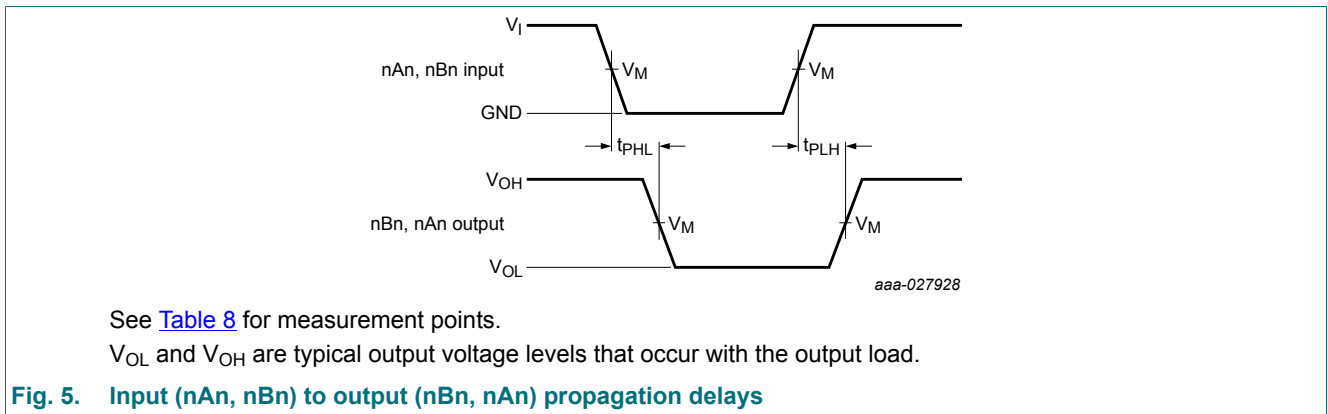 VI
nAn, nBn input
VM
VM
GND
tPHL
tPLH
VOH
nBn, nAn output
VM
VM
VOL
aaa-027928
See Table 8 for measurement points.
VOL and VOH are typical output voltage levels that occur with the output load.
Fig. 5. Input (nAn, nBn) to output (nBn, nAn) propagation delays